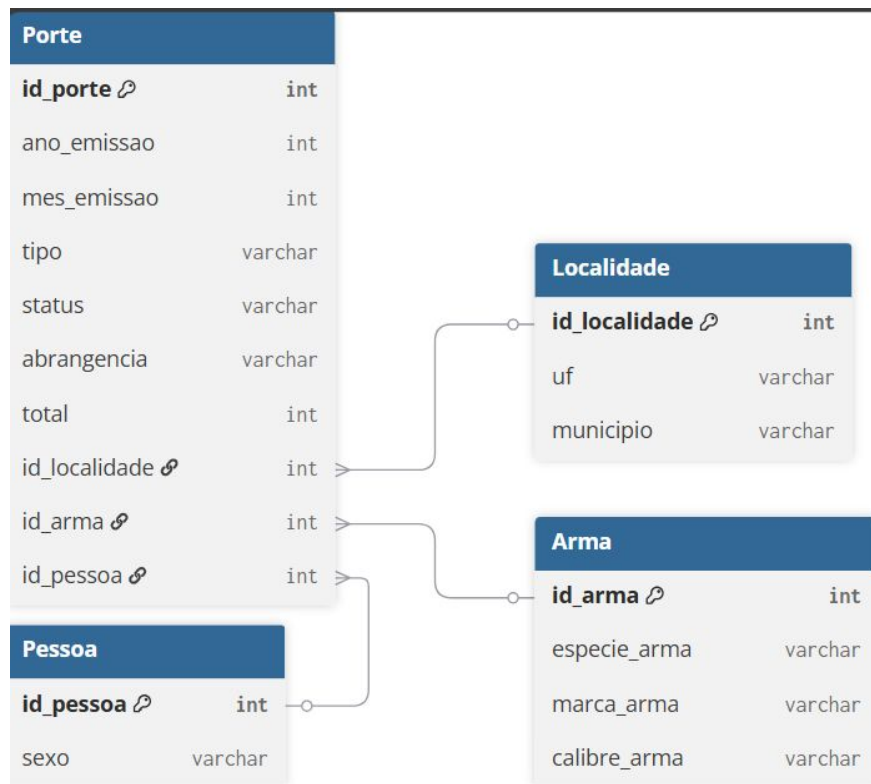 Porte
id_porte int
ano_emissao int
mes_emissao int
tipo varchar
status varchar
abrangencia varchar
total int
id_localidade int
id_arma int
id_pessoa int
Pessoa
id_pessoa int
sexo varchar
Localidade
id_localidade int
uf varchar
municipio varchar
Arma
id_arma int
especie_arma varchar
marca_arma varchar
calibre_arma varchar